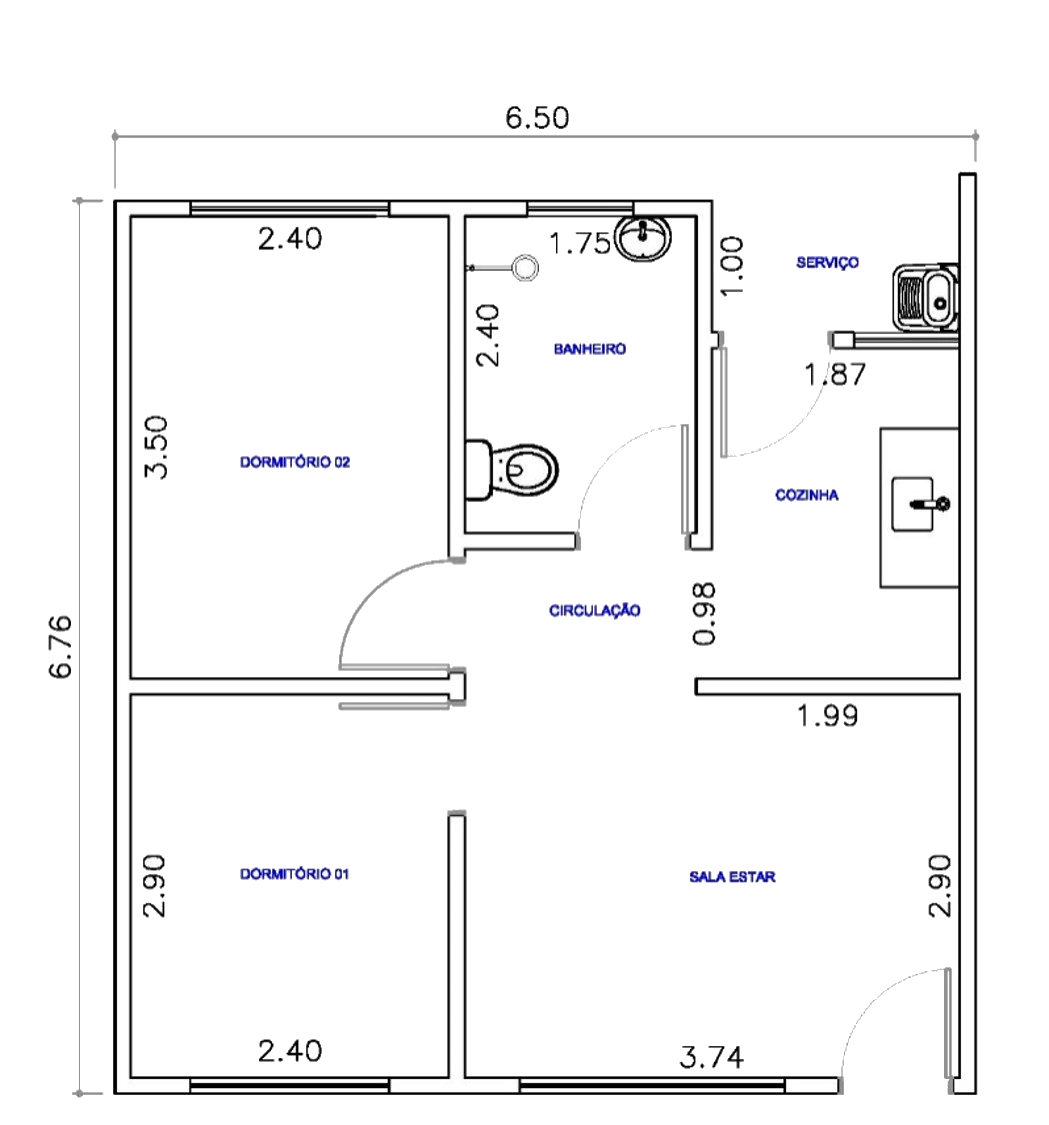 6.50
2.40
1.75
1.00
SERVIÇO
2.40
BANHEIRO
1.87
3.50
DORMITÓRIO 02
COZINHA
6.76
CIRCULAÇÃO
0.98
1.99
2.90
DORMITÓRIO 01
SALA ESTAR
2.90
2.40
3.74